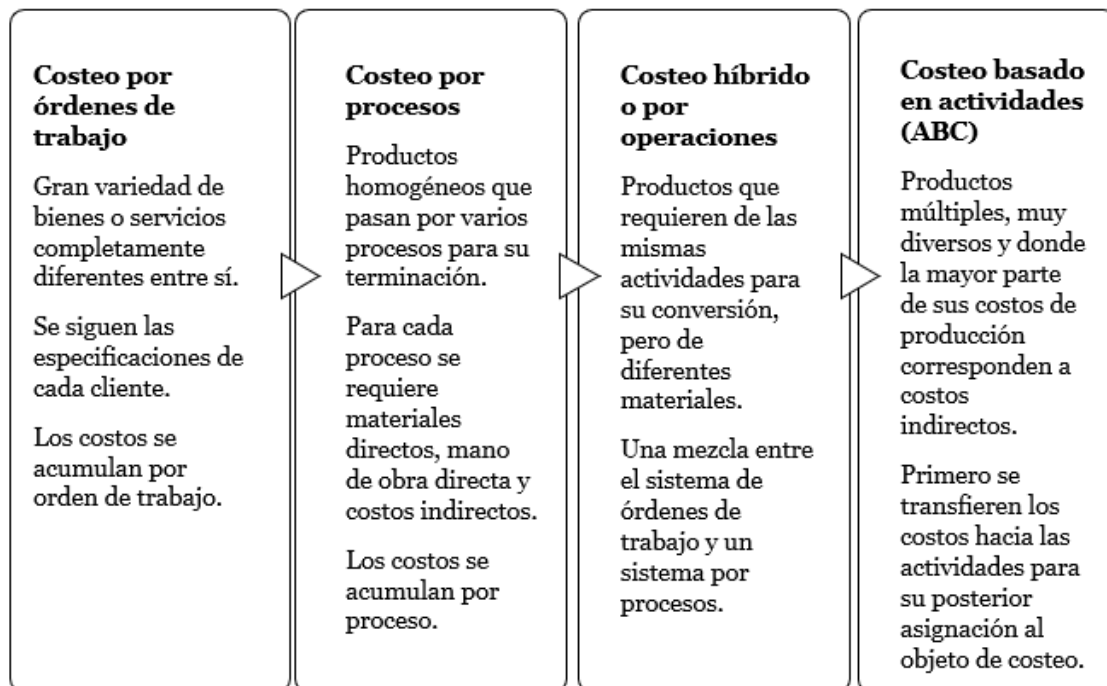 Costeo por
órdenes de
trabajo
Gran variedad de
bienes o servicios
completamente
diferentes entre sí.
Se siguen las
especificaciones de
cada cliente.
Los costos se
acumulan por
orden de trabajo.
Costeo por
procesos
Productos
homogéneos que
pasan por varios
procesos para su
terminación.
Para cada
proceso se
requiere
materiales
directos, mano
de obra directa y
costos indirectos.
Los costos se
acumulan por
proceso.
Costeo híbrido
o por
operaciones
Productos que
requieren de las
mismas
actividades para
su conversión,
pero de
diferentes
materiales.
Una mezcla entre
el sistema de
órdenes de
trabajo y un
sistema por
procesos.
Costeo basado
en actividades
(ABC)
Productos
múltiples, muy
diversos y donde
la mayor parte
de sus costos de
producción
corresponden a
costos
indirectos.
Primero se
transfieren los
costos hacia las
actividades para
su posterior
asignación al
objeto de costeo.